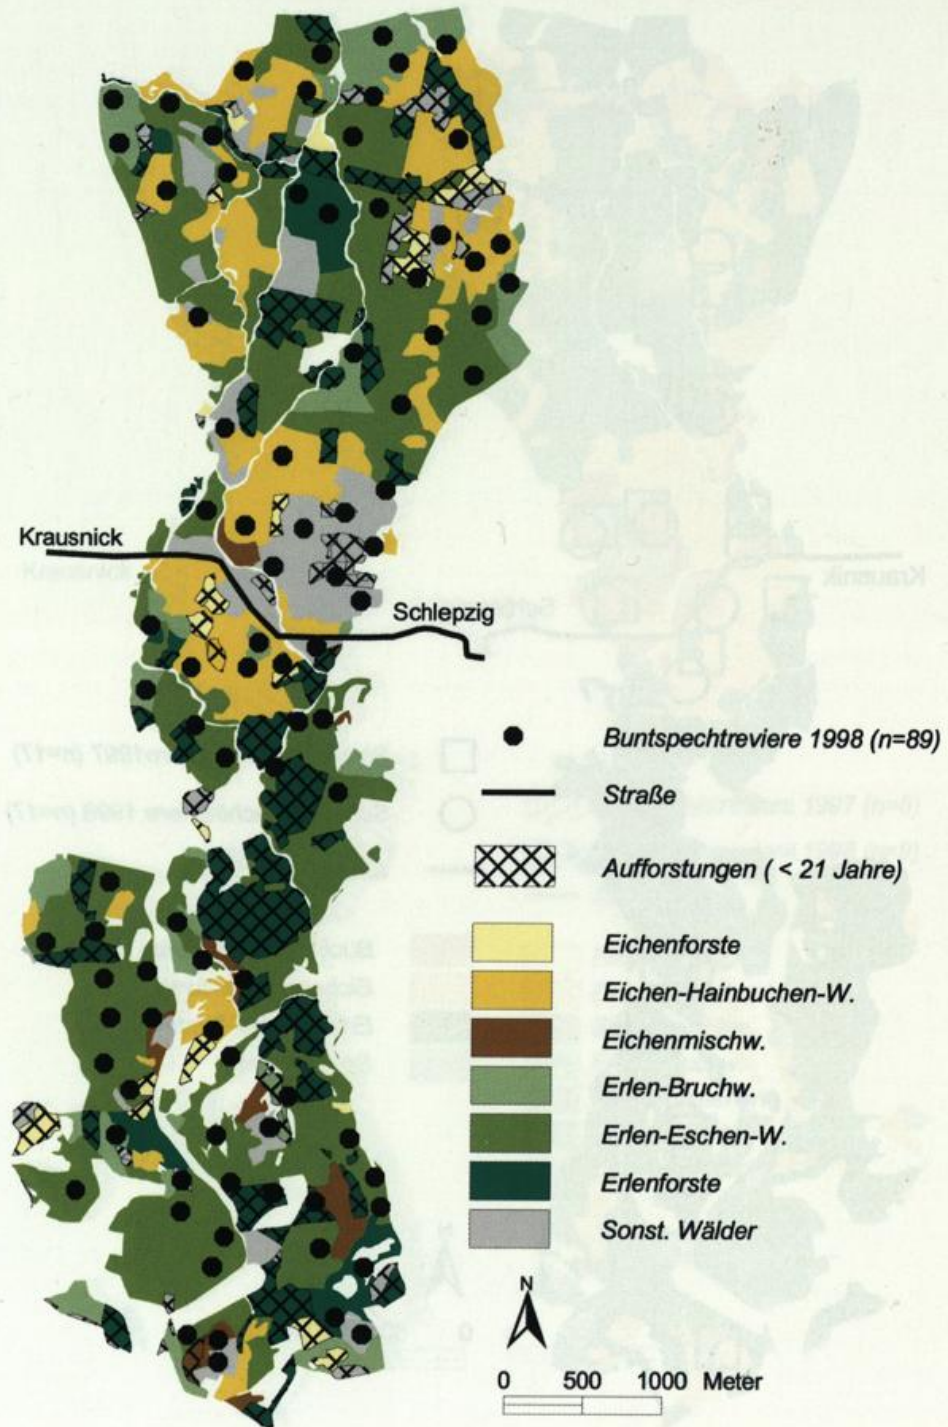 Krausnick
Schlepzig
Buntspechtreviere 1998 (n=89)
Straße
Aufforstungen ( < 21 Jahre)
Eichenforste
Eichen-Hainbuchen-W.
Eichenmischw.
Erlen-Bruchw.
Erlen-Eschen-W.
Erlenforste
Sonst. Wälder
N
0 500 1000 Meter